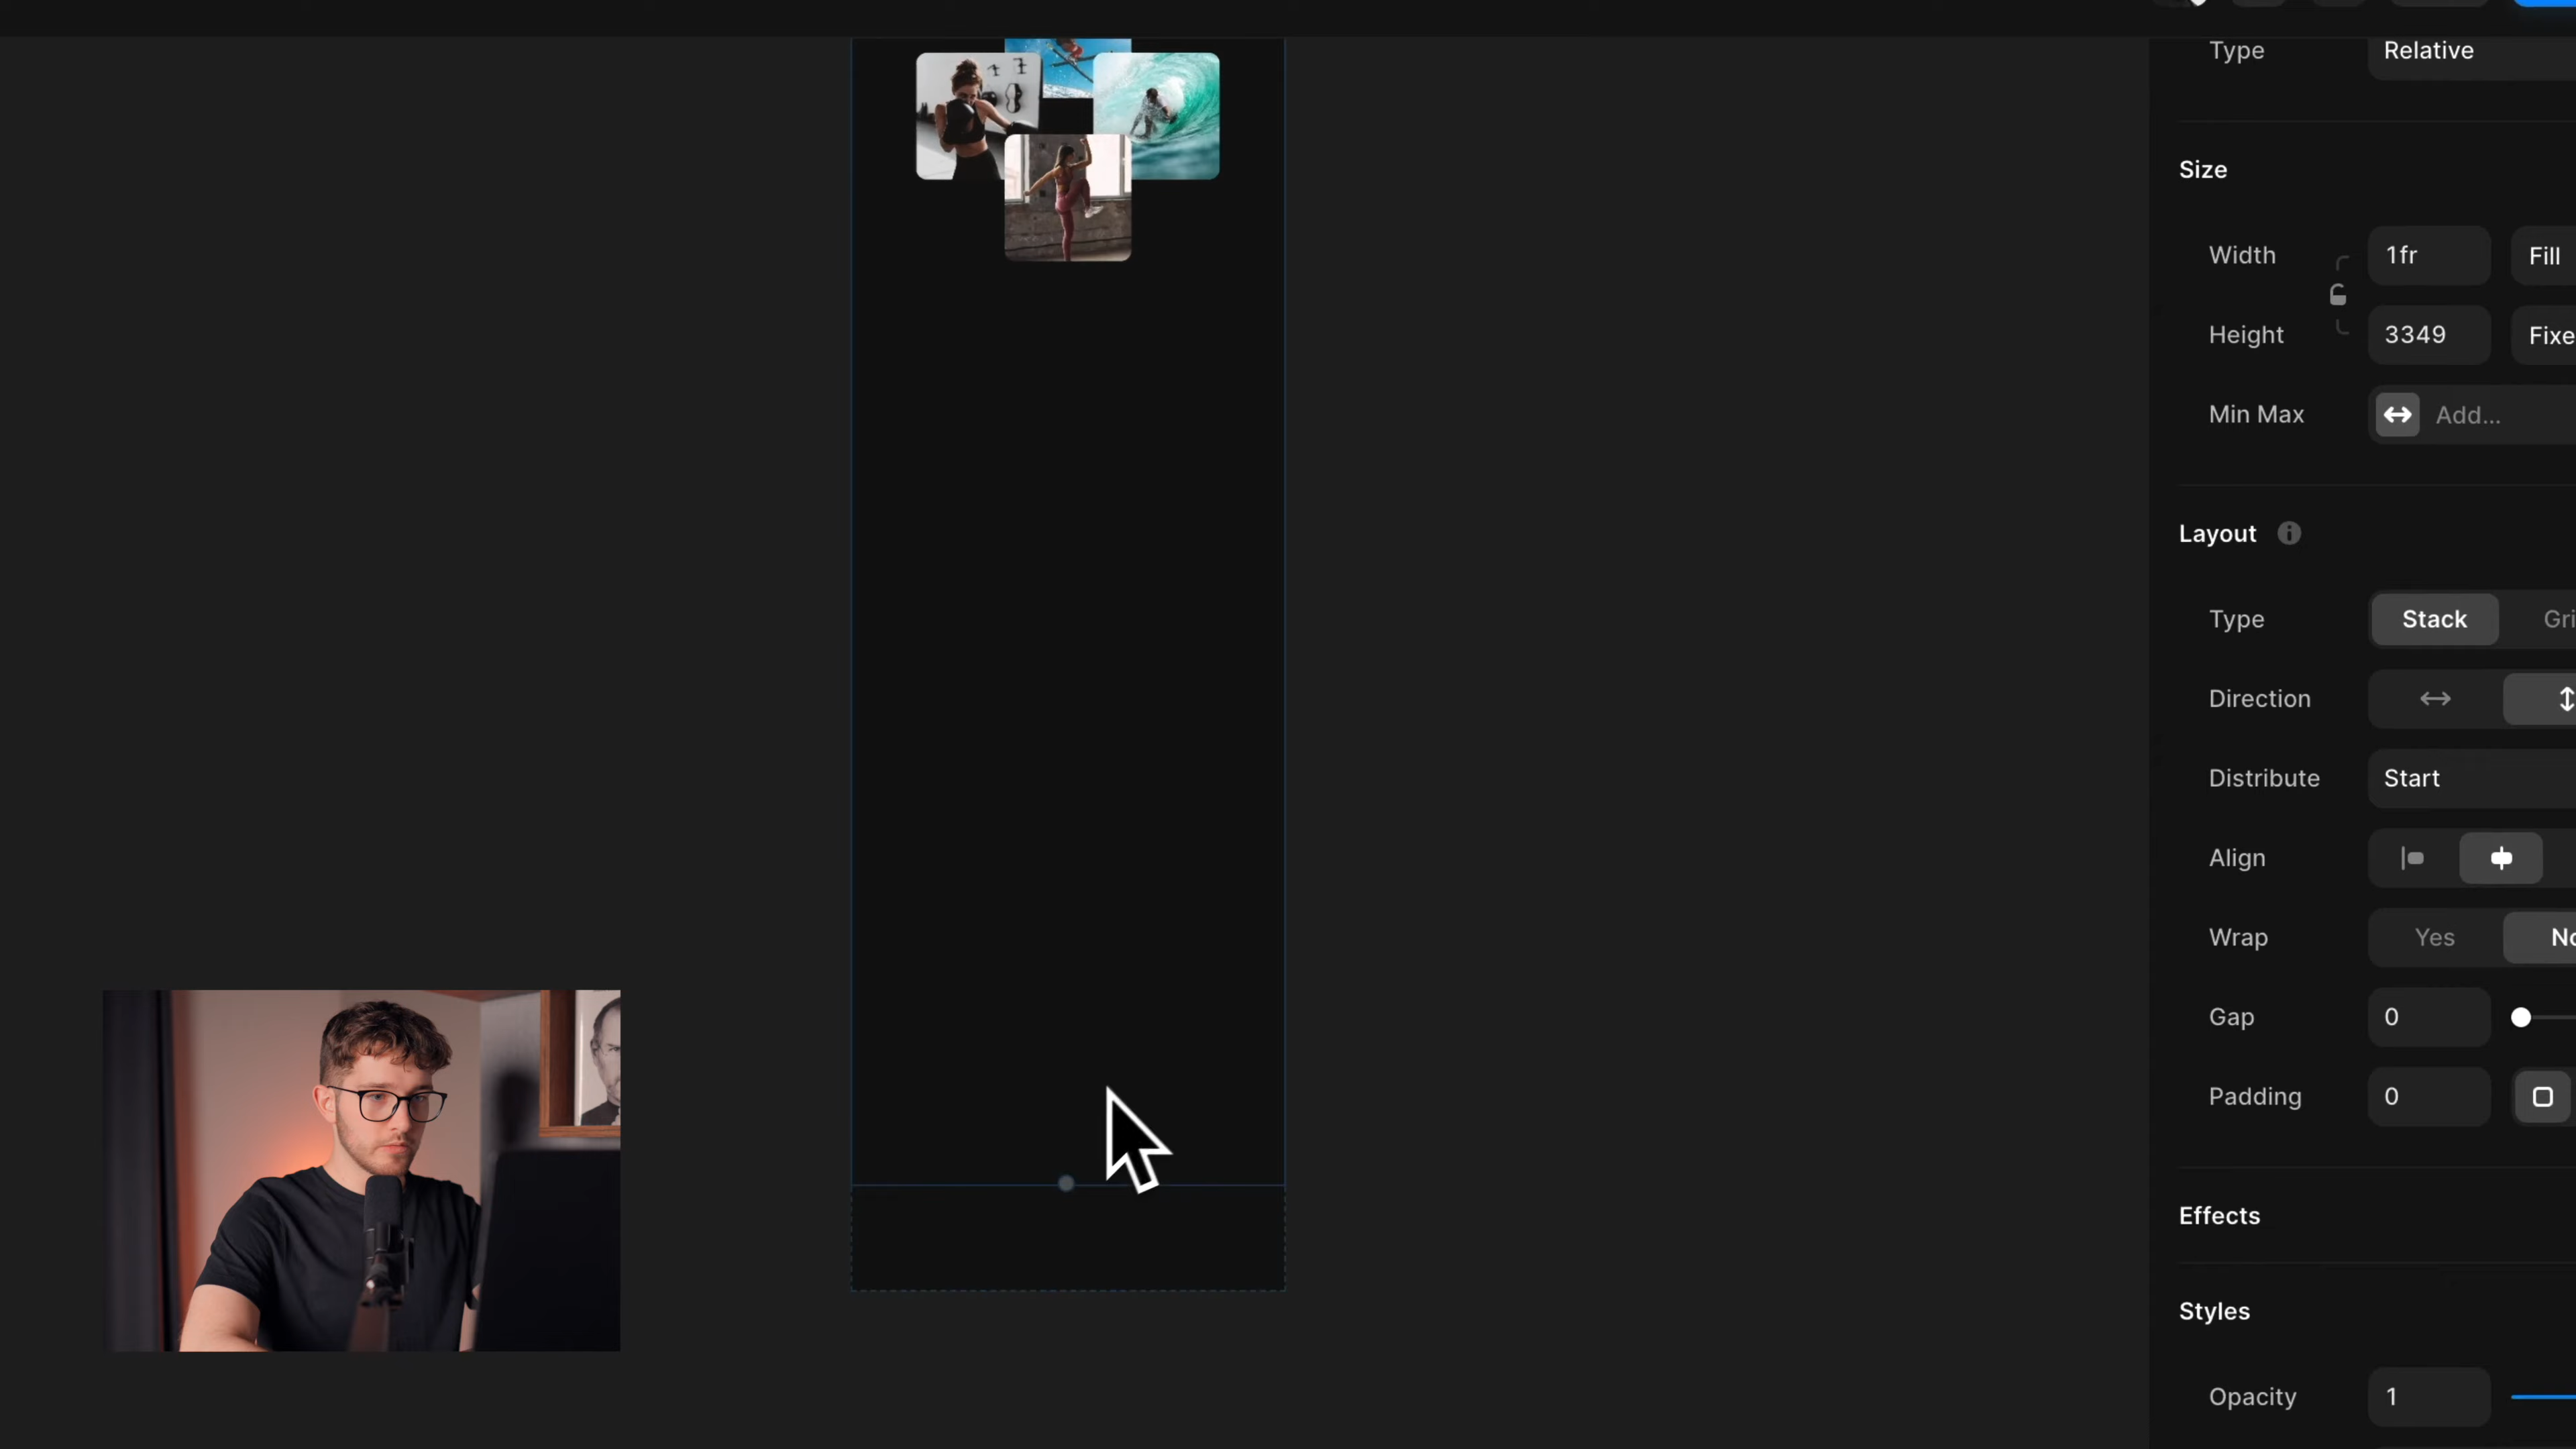 Type Relative
Size
Width 1fr Fill
Height 3349 Fixe
Min Max Add...
Layout
Type Stack Gri
Direction
Distribute Start
Align
Wrap Yes No
Gap 0
Padding 0
Effects
Styles
Opacity 1